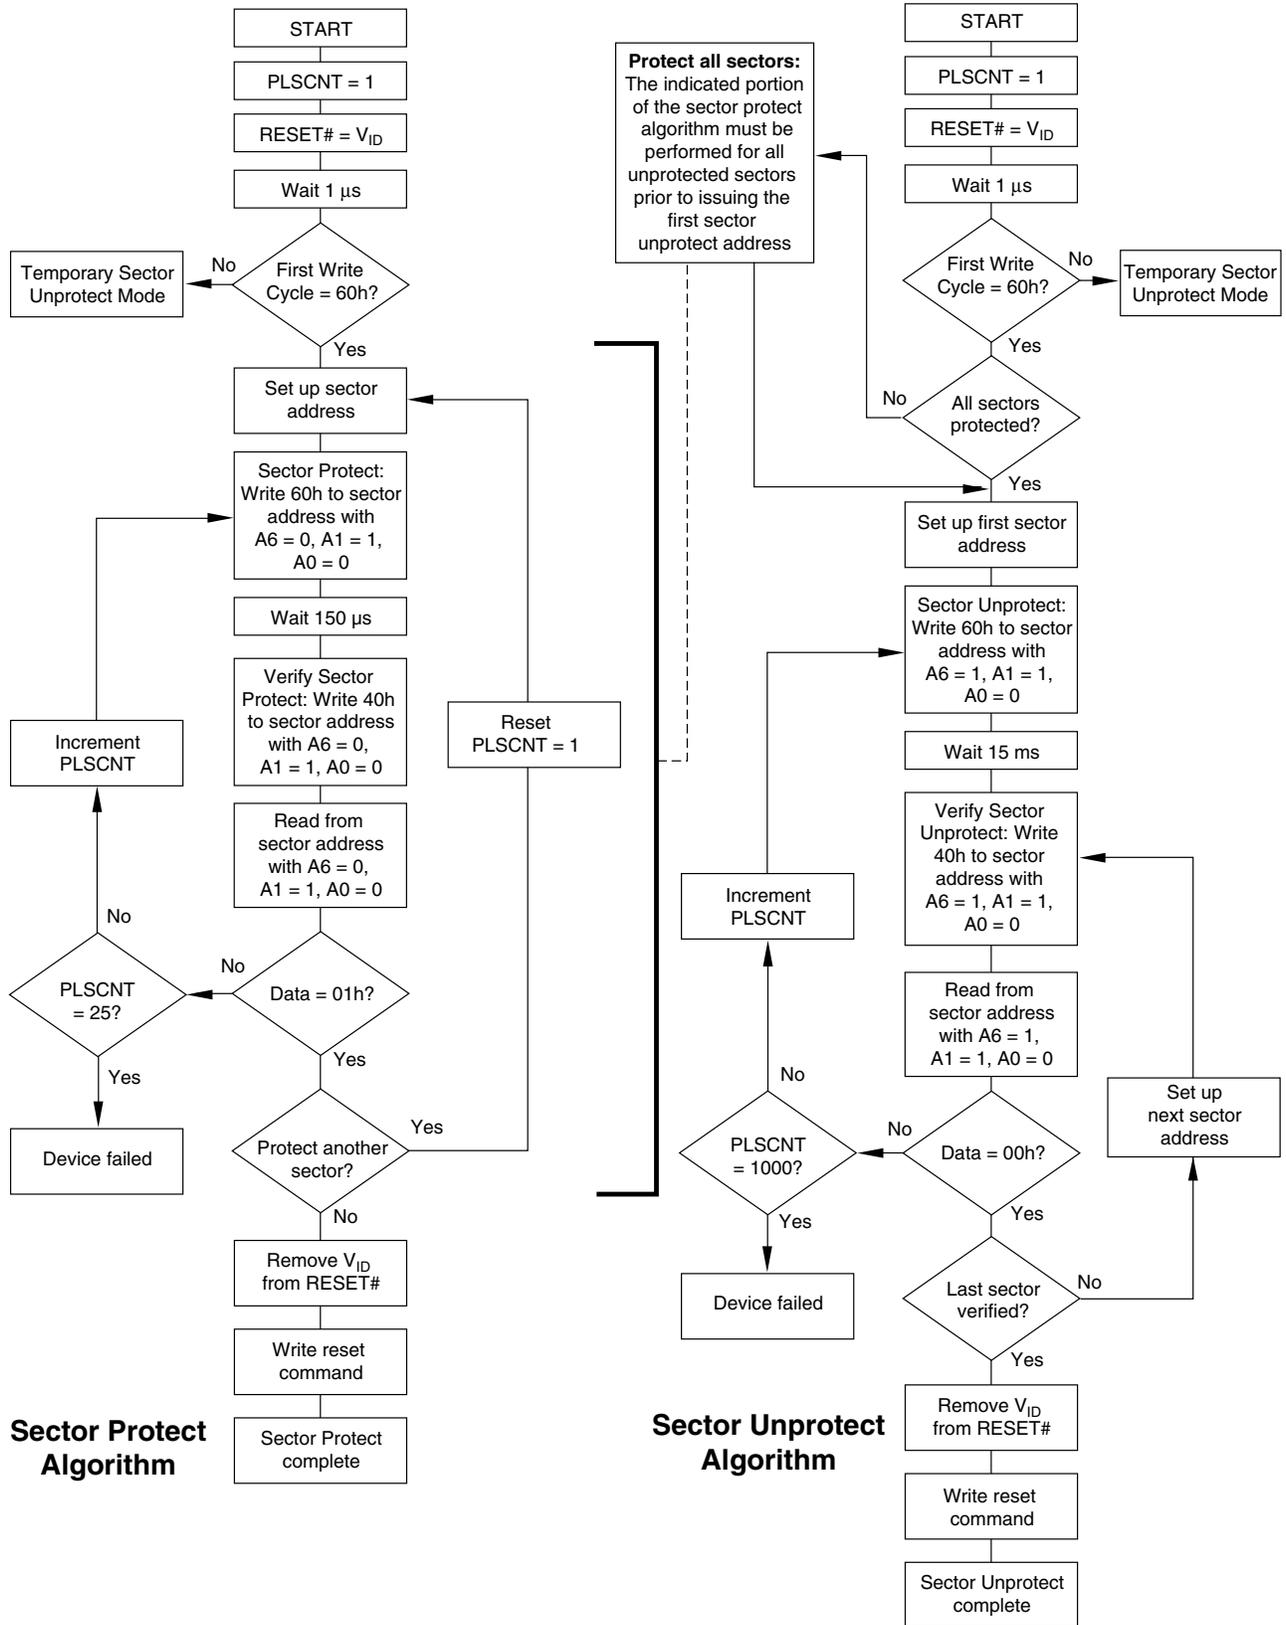 START
PLSCNT = 1
RESET# = VID
Wait 1 μs
First Write
Cycle = 60h?
No
Temporary Sector
Unprotect Mode
Yes
Set up sector
address
Sector Protect:
Write 60h to sector
address with
A6 = 0, A1 = 1,
A0 = 0
Wait 150 µs
Verify Sector
Protect: Write 40h
to sector address
with A6 = 0,
A1 = 1, A0 = 0
Read from
sector address
with A6 = 0,
A1 = 1, A0 = 0
Data = 01h?
No
PLSCNT
= 25?
No
Increment
PLSCNT
Yes
Device failed
Yes
Protect another
sector?
Yes
Reset
PLSCNT = 1
No
Remove VID
from RESET#
Write reset
command
Sector Protect
complete
Sector Protect
Algorithm
Protect all sectors:
The indicated portion
of the sector protect
algorithm must be
performed for all
unprotected sectors
prior to issuing the
first sector
unprotect address
START
PLSCNT = 1
RESET# = VID
Wait 1 μs
First Write
Cycle = 60h?
No
Temporary Sector
Unprotect Mode
Yes
All sectors
protected?
No
Yes
Set up first sector
address
Sector Unprotect:
Write 60h to sector
address with
A6 = 1, A1 = 1,
A0 = 0
Wait 15 ms
Verify Sector
Unprotect: Write
40h to sector
address with
A6 = 1, A1 = 1,
A0 = 0
Read from
sector address
with A6 = 1,
A1 = 1, A0 = 0
Data = 00h?
No
PLSCNT
= 1000?
No
Increment
PLSCNT
Yes
Device failed
Yes
Last sector
verified?
No
Set up
next sector
address
Yes
Remove VID
from RESET#
Write reset
command
Sector Unprotect
complete
Sector Unprotect
Algorithm